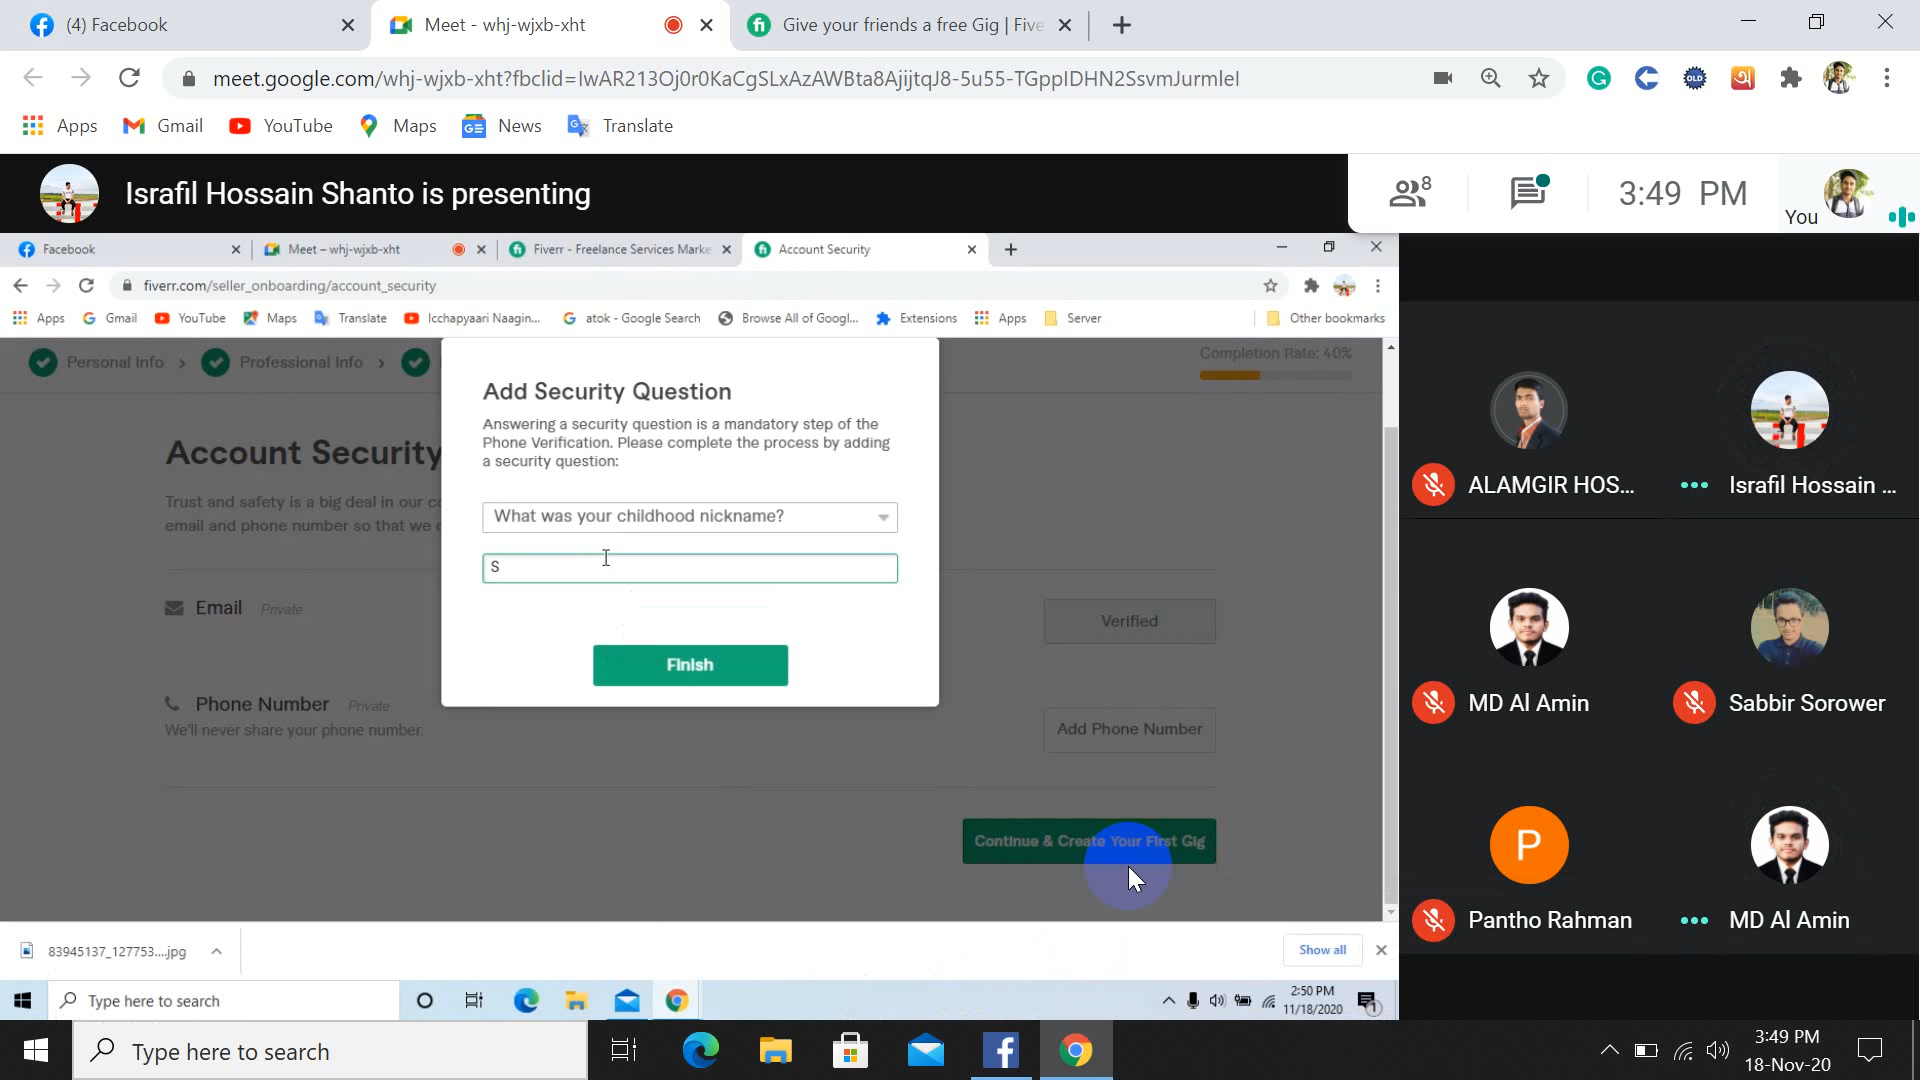 (4) Facebook
Meet - whj-wjxb-xht
Give your friends a free Gig | Five
meet.google.com/whj-wjxb-xht?fbclid=IwAR213Oj0r0KaCgSLxAzAWBta8AjijtqJ8-5u55-TGppIDHN2SsvmJurmIeI
OLD
অ
Apps
Gmail
YouTube
Maps
News
Translate
Israfil Hossain Shanto is presenting
8
3:49 PM
You
Facebook
Meet – whj-wjxb-xht
Fiverr - Freelance Services Marke
Account Security
fiverr.com/seller_onboarding/account_security
Apps
Gmail
YouTube
Maps
Translate
Icchapyaari Naagin...
atok - Google Search
Browse All of Googl...
Extensions
Apps
Server
Other bookmarks
Personal Info
Professional Info
Completion Rate: 40%
Add Security Question
Answering a security question is a mandatory step of the
Phone Verification. Please complete the process by adding
a security question:
What was your childhood nickname?
S
Finish
Account Security
Trust and safety is a big deal in our
email and phone number so that we
Email Private
Verified
Phone Number Private
We'll never share your phone number.
Add Phone Number
Continue & Create Your First Gig
ALAMGIR HOS...
Israfil Hossain ...
MD Al Amin
Sabbir Sorower
P
Pantho Rahman
MD Al Amin
83945137_127753....jpg
Show all
Type here to search
2:50 PM
11/18/2020
1
Type here to search
3:49 PM
18-Nov-20